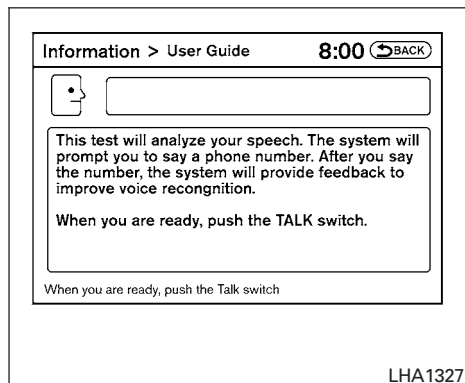 Information > User Guide 8:00 BACK
This test will analyze your speech. The system will
prompt you to say a phone number. After you say
the number, the system will provide feedback to
improve voice recongnition.
When you are ready, push the TALK switch.
When you are ready, push the Talk switch
LHA1327